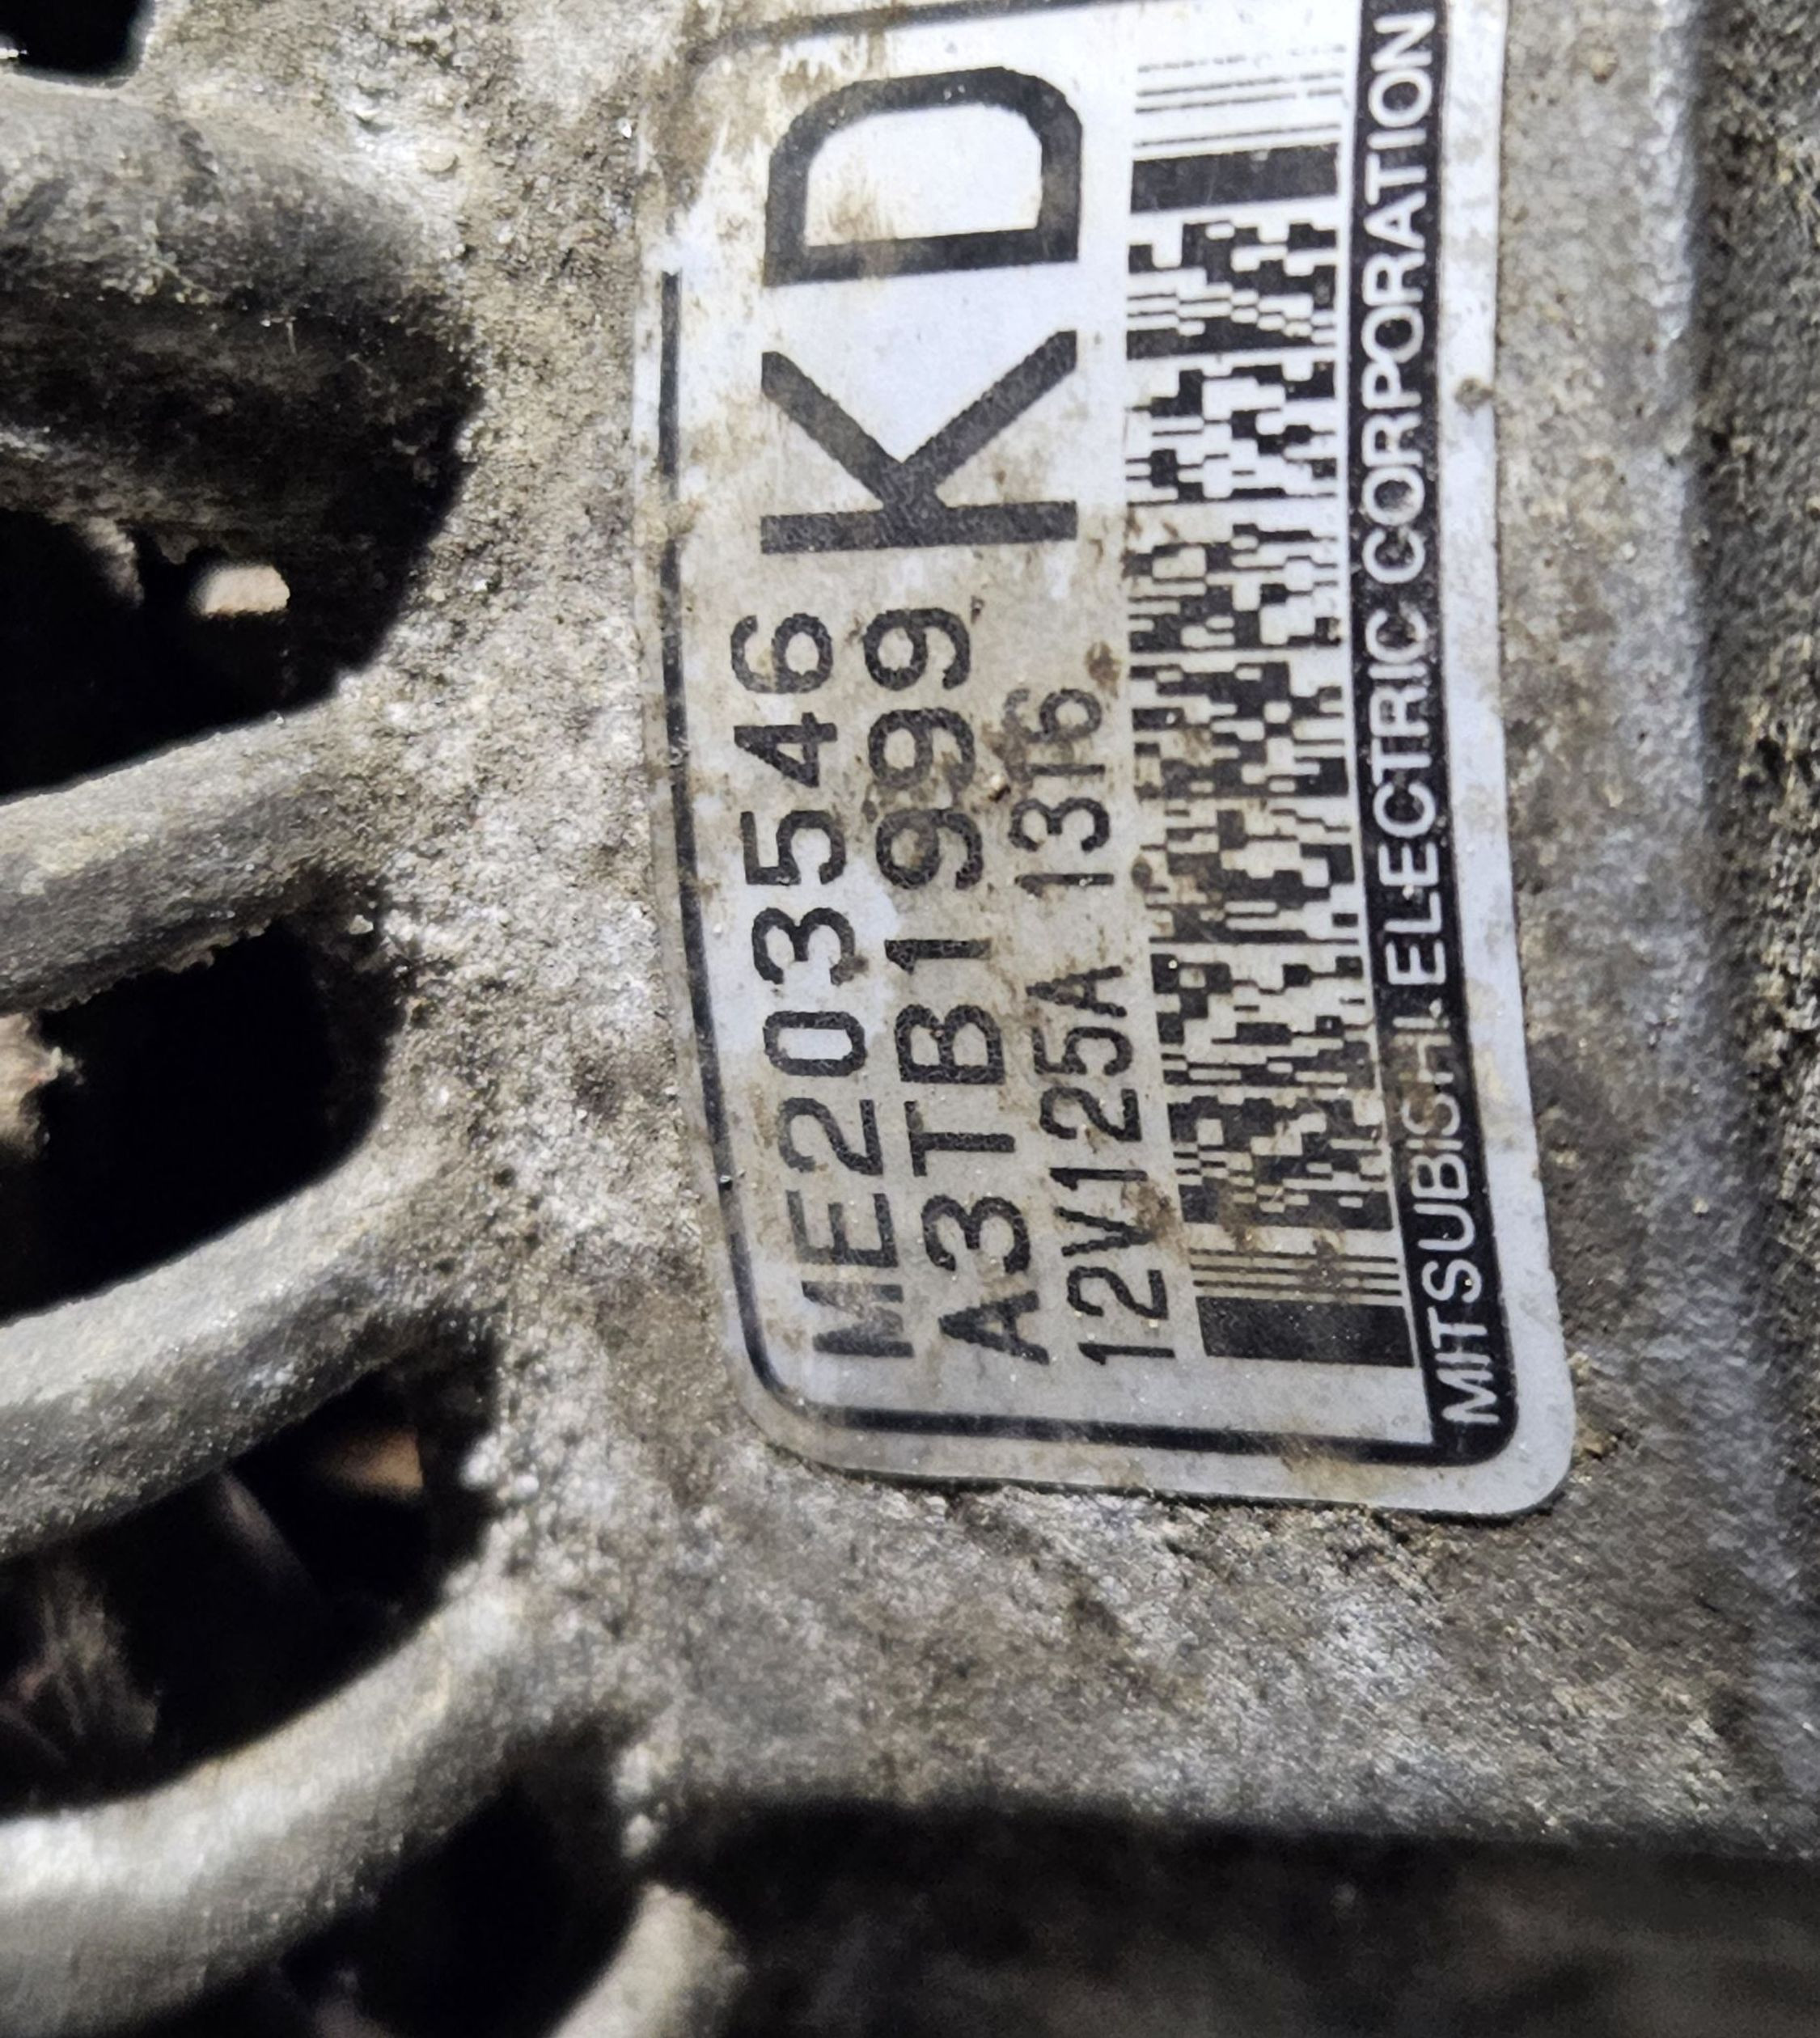 ME203546
KD
A3TB1999
12V125A 1316
MITSUBISHI ELECTRIC CORPORATION